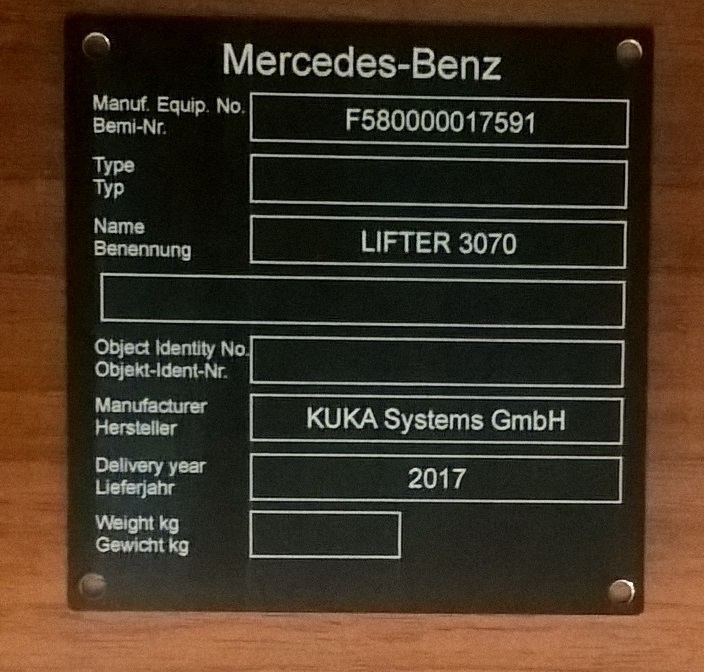 Mercedes-Benz
Manuf. Equip. No.
Bemi-Nr.
F580000017591
Type
Typ
Name
Benennung
LIFTER 3070
Object Identity No.
Objekt-Ident-Nr.
Manufacturer
Hersteller
KUKA Systems GmbH
Delivery year
Lieferjahr
2017
Weight kg
Gewicht kg